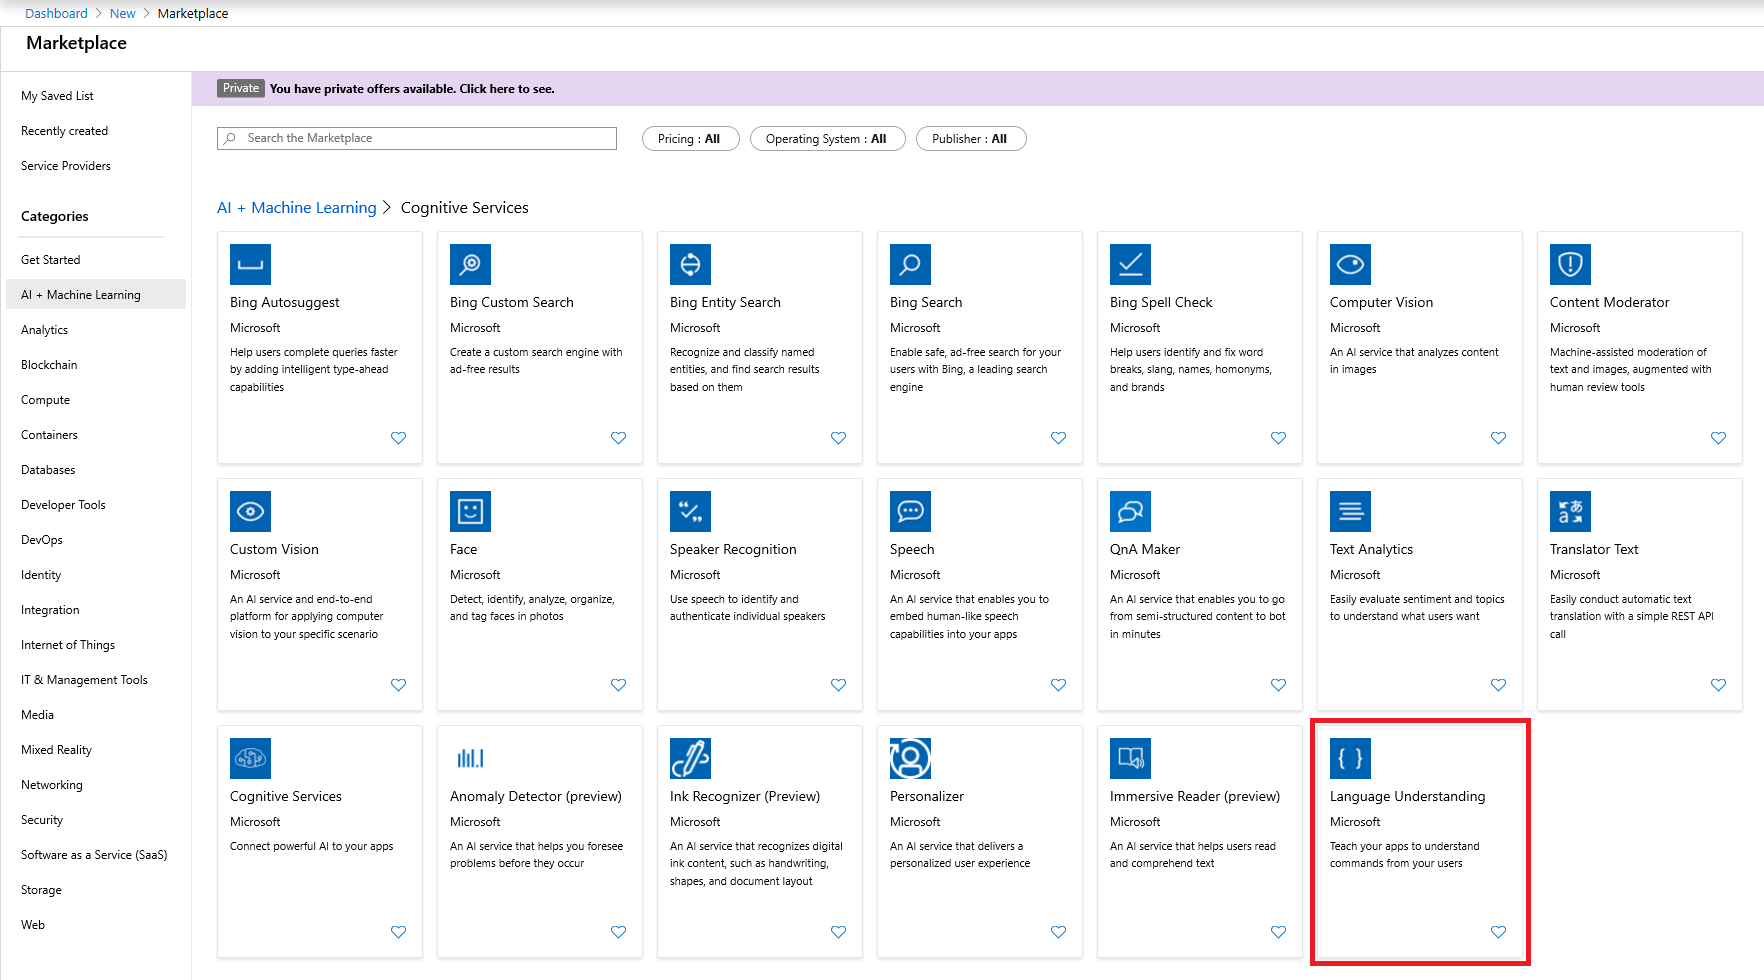 Dashboard > New > Marketplace
Marketplace
My Saved List
Recently created
Service Providers
Categories
Get Started
AI + Machine Learning
Analytics
Blockchain
Compute
Containers
Databases
Developer Tools
DevOps
Identity
Integration
Internet of Things
IT & Management Tools
Media
Mixed Reality
Networking
Security
Software as a Service (SaaS)
Storage
Web
Private You have private offers available. Click here to see.
Search the Marketplace
Pricing : All
Operating System : All
Publisher : All
AI + Machine Learning > Cognitive Services
Bing Autosuggest
Microsoft
Help users complete queries faster
by adding intelligent type-ahead
capabilities
Bing Custom Search
Microsoft
Create a custom search engine with
ad-free results
Bing Entity Search
Microsoft
Recognize and classify named
entities, and find search results
based on them
Bing Search
Microsoft
Enable safe, ad-free search for your
users with Bing, a leading search
engine
Bing Spell Check
Microsoft
Help users identify and fix word
breaks, slang, names, homonyms,
and brands
Computer Vision
Microsoft
An AI service that analyzes content
in images
Content Moderator
Microsoft
Machine-assisted moderation of
text and images, augmented with
human review tools
Custom Vision
Microsoft
An AI service and end-to-end
platform for applying computer
vision to your specific scenario
Face
Microsoft
Detect, identify, analyze, organize,
and tag faces in photos
Speaker Recognition
Microsoft
Use speech to identify and
authenticate individual speakers
Speech
Microsoft
An AI service that enables you to
embed human-like speech
capabilities into your apps
QnA Maker
Microsoft
An AI service that enables you to go
from semi-structured content to bot
in minutes
Text Analytics
Microsoft
Easily evaluate sentiment and topics
to understand what users want
a あ
Translator Text
Microsoft
Easily conduct automatic text
translation with a simple REST API
call
Cognitive Services
Microsoft
Connect powerful AI to your apps
Anomaly Detector (preview)
Microsoft
An AI service that helps you foresee
problems before they occur
Ink Recognizer (Preview)
Microsoft
An AI service that recognizes digital
ink content, such as handwriting,
shapes, and document layout
Personalizer
Microsoft
An AI service that delivers a
personalized user experience
Immersive Reader (preview)
Microsoft
An AI service that helps users read
and comprehend text
{ }
Language Understanding
Microsoft
Teach your apps to understand
commands from your users